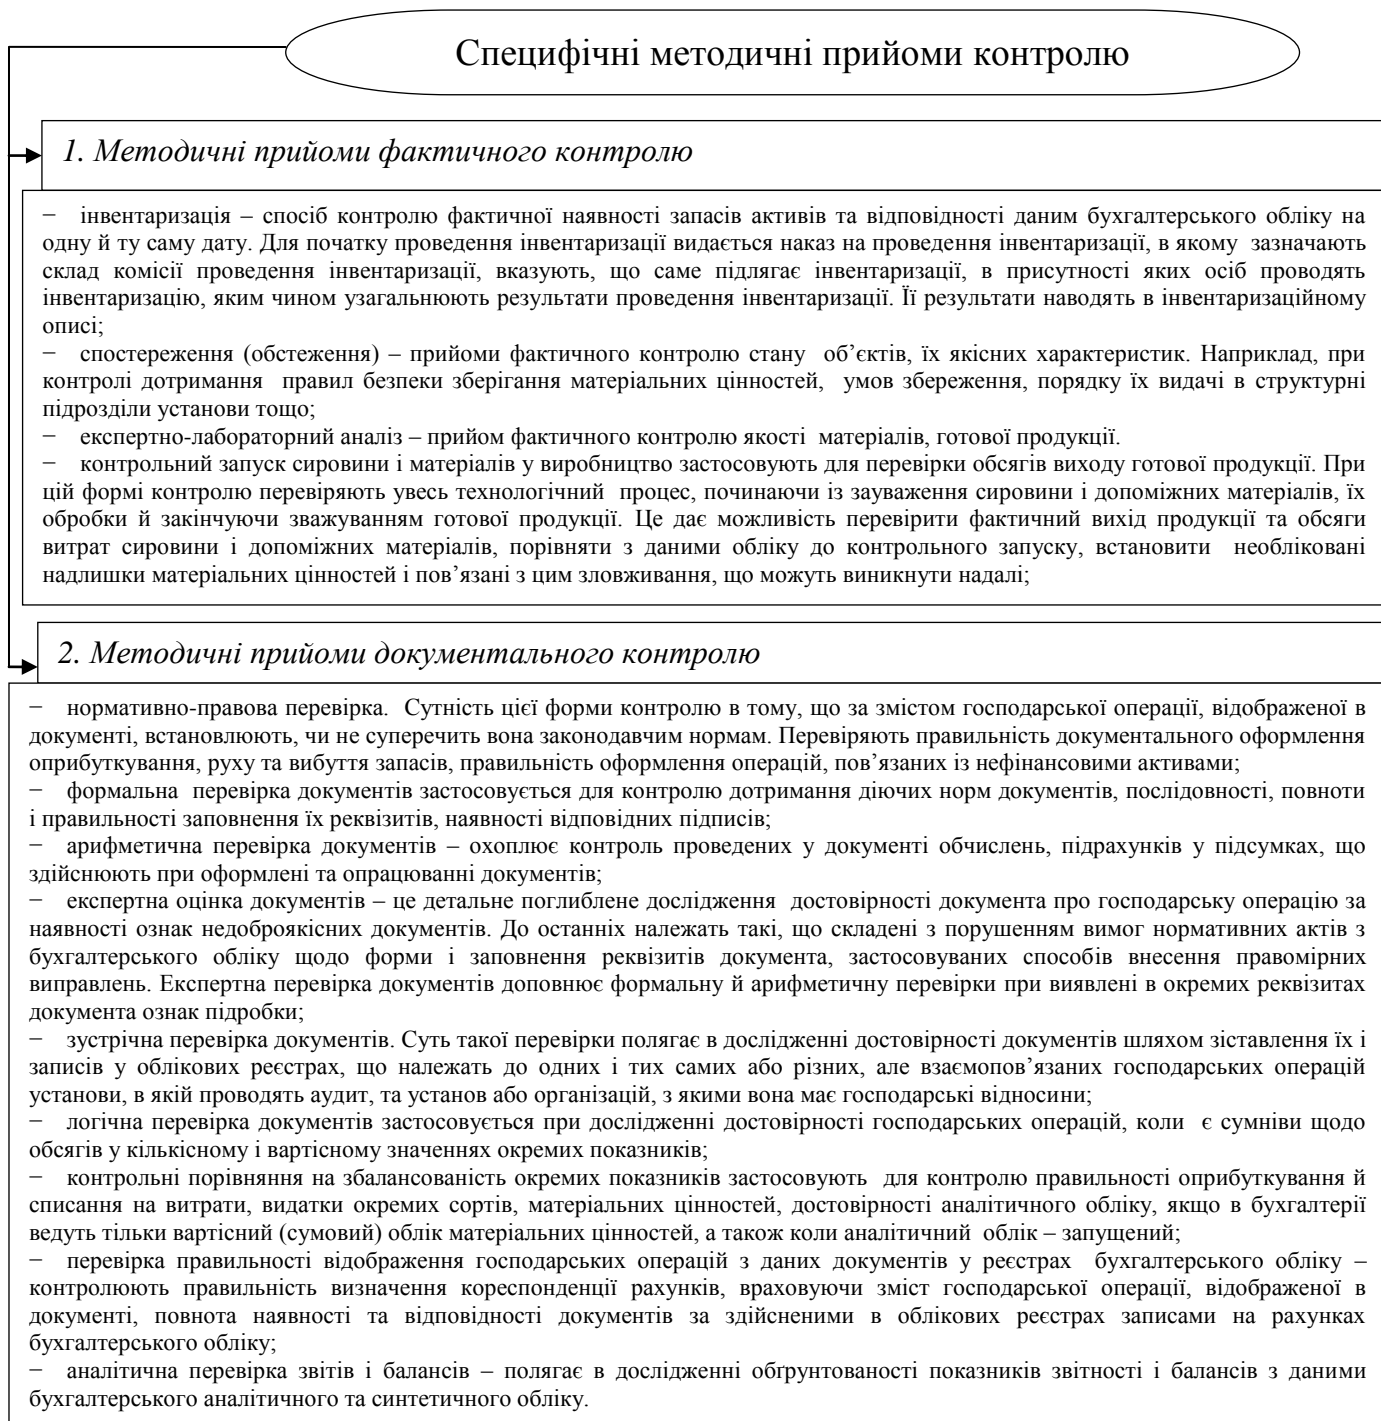 Специфічні методичні прийоми контролю
1. Методичні прийоми фактичного контролю
− інвентаризація – спосіб контролю фактичної наявності запасів активів та відповідності даним бухгалтерського обліку на
одну й ту саму дату. Для початку проведення інвентаризації видається наказ на проведення інвентаризації, в якому зазначають
склад комісії проведення інвентаризації, вказують, що саме підлягає інвентаризації, в присутності яких осіб проводять
інвентаризацію, яким чином узагальнюють результати проведення інвентаризації. Її результати наводять в інвентаризаційному
описі;
− спостереження (обстеження) – прийоми фактичного контролю стану об’єктів, їх якісних характеристик. Наприклад, при
контролі дотримання правил безпеки зберігання матеріальних цінностей, умов збереження, порядку їх видачі в структурні
підрозділи установи тощо;
− експертно-лабораторний аналіз – прийом фактичного контролю якості матеріалів, готової продукції.
− контрольний запуск сировини і матеріалів у виробництво застосовують для перевірки обсягів виходу готової продукції. При
цій формі контролю перевіряють увесь технологічний процес, починаючи із зауваження сировини і допоміжних матеріалів, їх
обробки й закінчуючи зважуванням готової продукції. Це дає можливість перевірити фактичний вихід продукції та обсяги
витрат сировини і допоміжних матеріалів, порівняти з даними обліку до контрольного запуску, встановити необліковані
надлишки матеріальних цінностей і пов’язані з цим зловживання, що можуть виникнути надалі;
2. Методичні прийоми документального контролю
− нормативно-правова перевірка. Сутність цієї форми контролю в тому, що за змістом господарської операції, відображеної в
документі, встановлюють, чи не суперечить вона законодавчим нормам. Перевіряють правильність документального оформлення
оприбуткування, руху та вибуття запасів, правильність оформлення операцій, пов’язаних із нефінансовими активами;
− формальна перевірка документів застосовується для контролю дотримання діючих норм документів, послідовності, повноти
і правильності заповнення їх реквізитів, наявності відповідних підписів;
− арифметична перевірка документів – охоплює контроль проведених у документі обчислень, підрахунків у підсумках, що
здійснюють при оформлені та опрацюванні документів;
− експертна оцінка документів – це детальне поглиблене дослідження достовірності документа про господарську операцію за
наявності ознак недоброякісних документів. До останніх належать такі, що складені з порушенням вимог нормативних актів з
бухгалтерського обліку щодо форми і заповнення реквізитів документа, застосовуваних способів внесення правомірних
виправлень. Експертна перевірка документів доповнює формальну й арифметичну перевірки при виявлені в окремих реквізитах
документа ознак підробки;
− зустрічна перевірка документів. Суть такої перевірки полягає в дослідженні достовірності документів шляхом зіставлення їх і
записів у облікових реєстрах, що належать до одних і тих самих або різних, але взаємопов’язаних господарських операцій
установи, в якій проводять аудит, та установ або організацій, з якими вона має господарські відносини;
− логічна перевірка документів застосовується при дослідженні достовірності господарських операцій, коли є сумніви щодо
обсягів у кількісному і вартісному значеннях окремих показників;
− контрольні порівняння на збалансованість окремих показників застосовують для контролю правильності оприбуткування й
списання на витрати, видатки окремих сортів, матеріальних цінностей, достовірності аналітичного обліку, якщо в бухгалтерії
ведуть тільки вартісний (сумовий) облік матеріальних цінностей, а також коли аналітичний облік – запущений;
− перевірка правильності відображення господарських операцій з даних документів у реєстрах бухгалтерського обліку –
контролюють правильність визначення кореспонденції рахунків, враховуючи зміст господарської операції, відображеної в
документі, повнота наявності та відповідності документів за здійсненими в облікових реєстрах записами на рахунках
бухгалтерського обліку;
− аналітична перевірка звітів і балансів – полягає в дослідженні обґрунтованості показників звітності і балансів з даними
бухгалтерського аналітичного та синтетичного обліку.